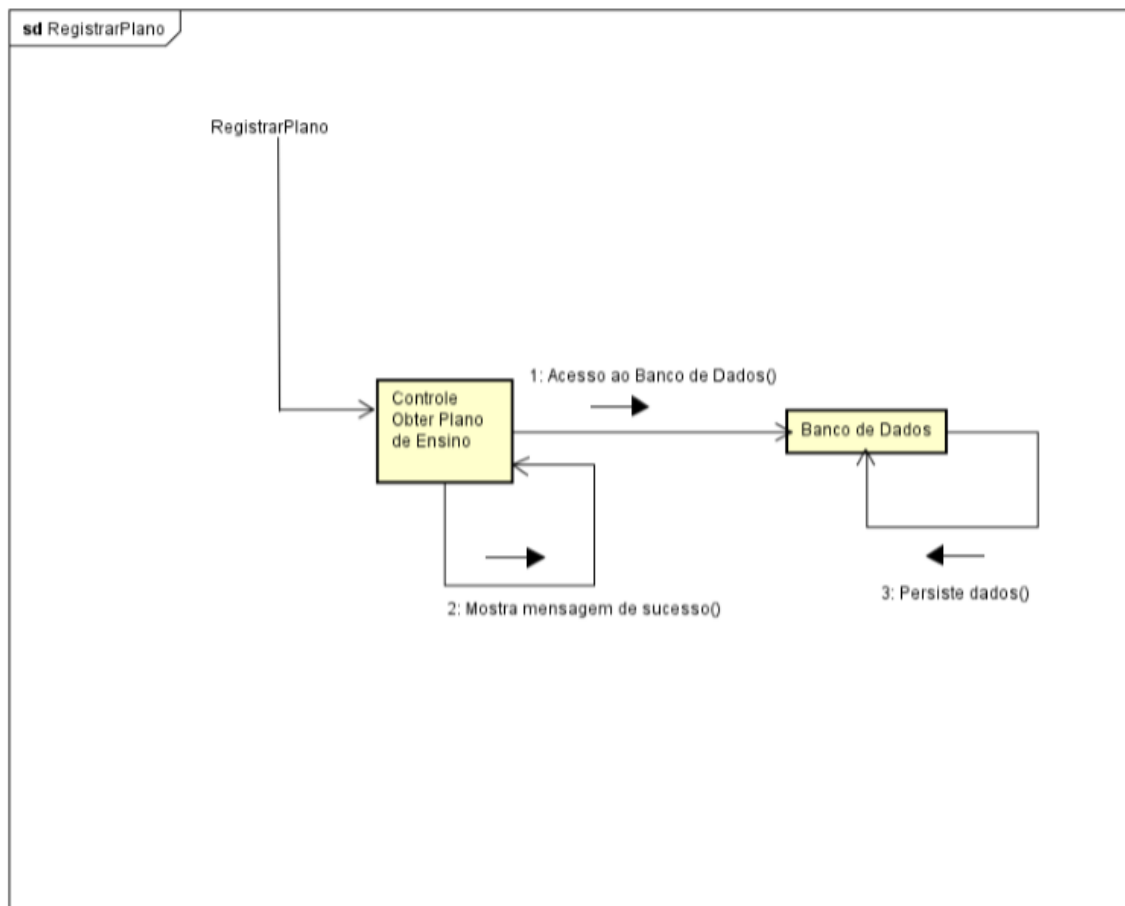 sd RegistrarPlano
RegistrarPlano
1: Acesso ao Banco de Dados()
Controle
Obter Plano
de Ensino
Banco de Dados
2: Mostra mensagem de sucesso()
3: Persiste dados()